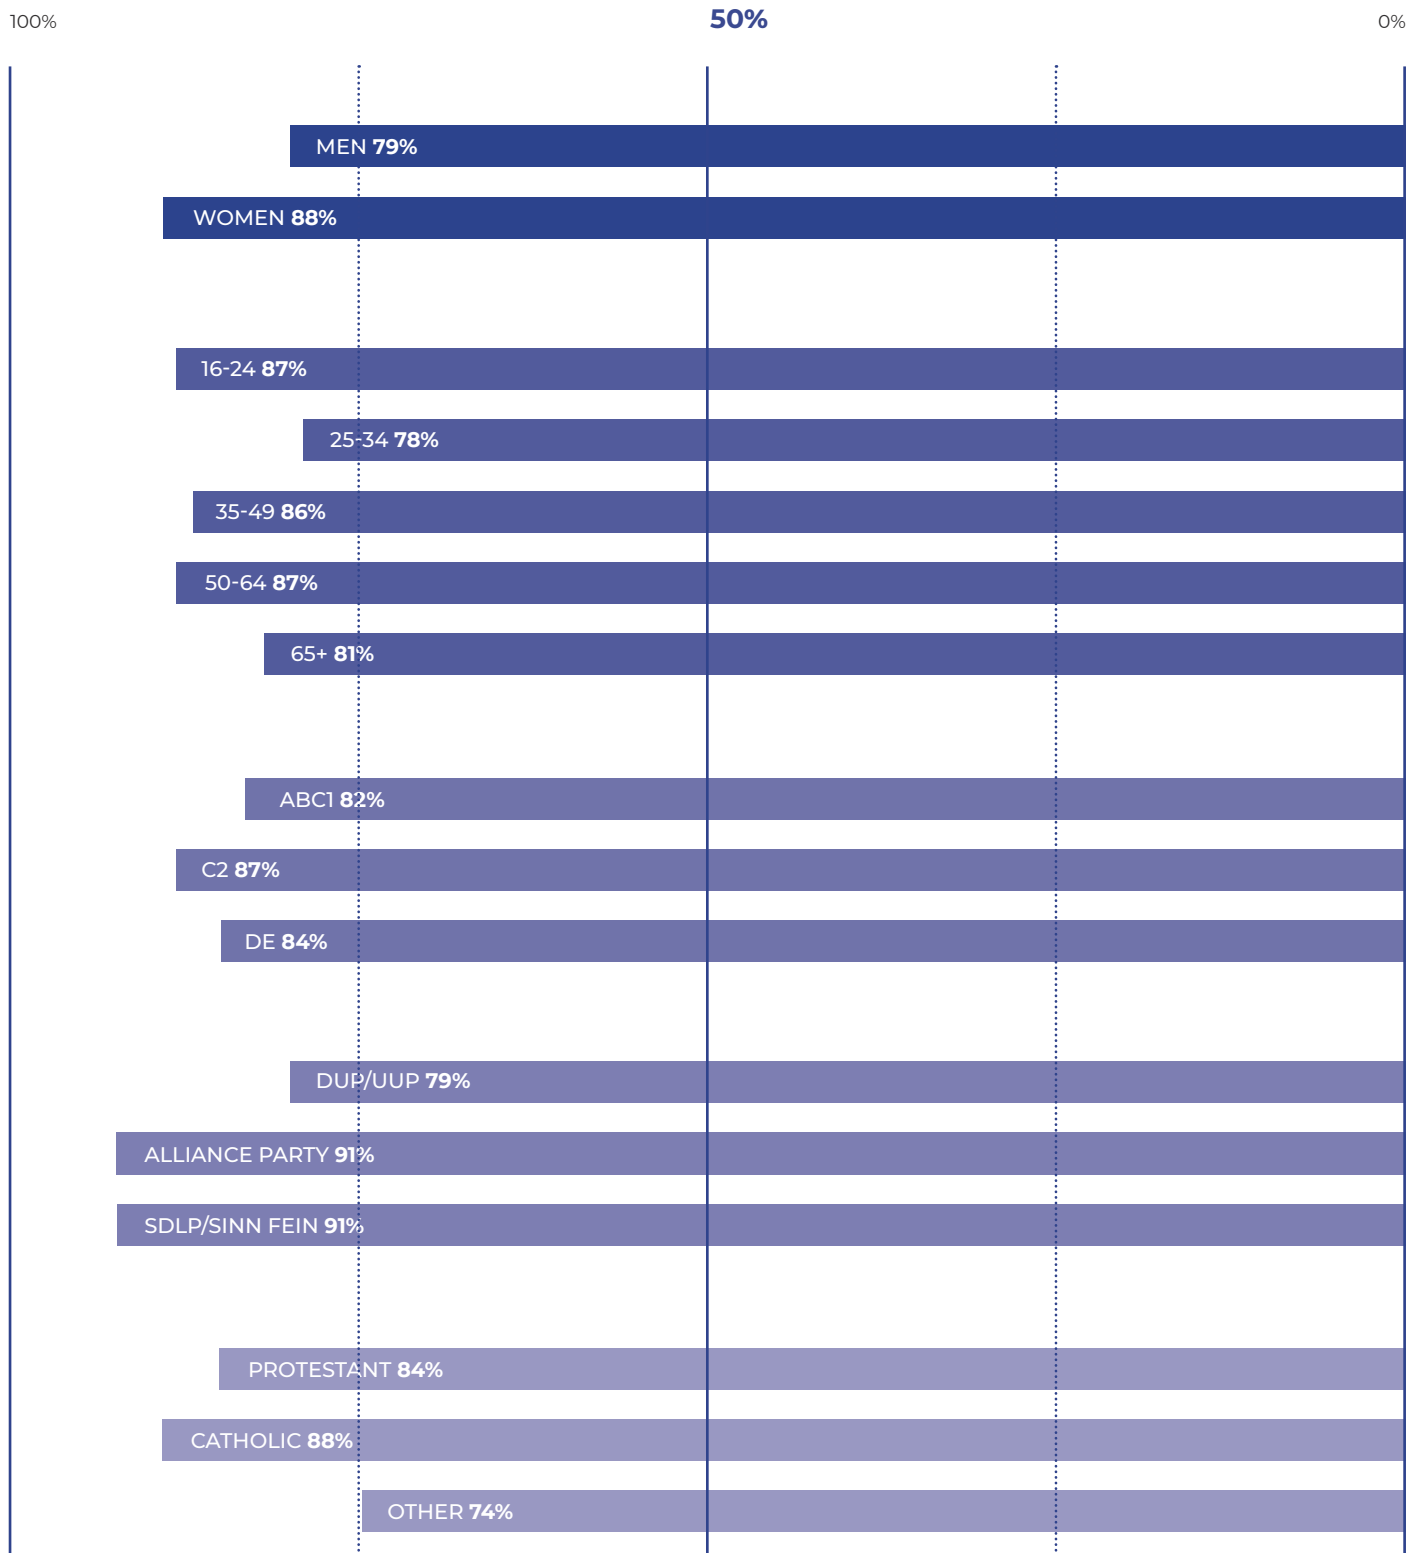 100% 50% 0%
MEN 79%
WOMEN 88%
16-24 87%
25-34 78%
35-49 86%
50-64 87%
65+ 81%
ABC1 82%
C2 87%
DE 84%
DUP/UUP 79%
ALLIANCE PARTY 91%
SDLP/SINN FEIN 91%
PROTESTANT 84%
CATHOLIC 88%
OTHER 74%